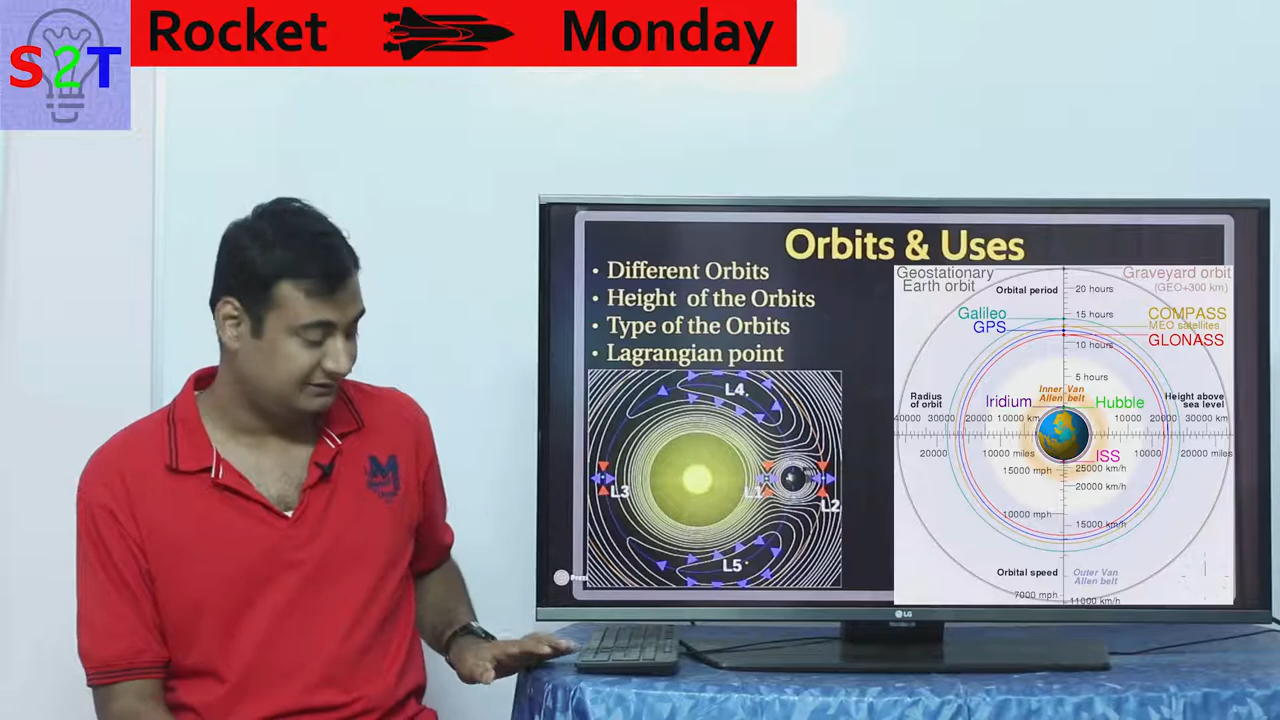 S2T
Rocket Monday
Orbits & Uses
• Different Orbits
• Height of the Orbits
• Type of the Orbits
• Lagrangian point
L4
L3
L1
L2
L5
Geostationary
Earth orbit
Graveyard orbit
(GEO+300 km)
Orbital period
20 hours
15 hours
10 hours
5 hours
Galileo
GPS
COMPASS
MEO satellites
GLONASS
Inner Van
Allen belt
Iridium
Hubble
Radius
of orbit
Height above
sea level
40000 30000 20000 10000 km
10000 20000 30000 km
20000 10000 miles
10000 20000 miles
ISS
15000 mph
25000 km/h
20000 km/h
10000 mph
15000 km/h
Orbital speed
Outer Van
Allen belt
7000 mph
11000 km/h
LG
M